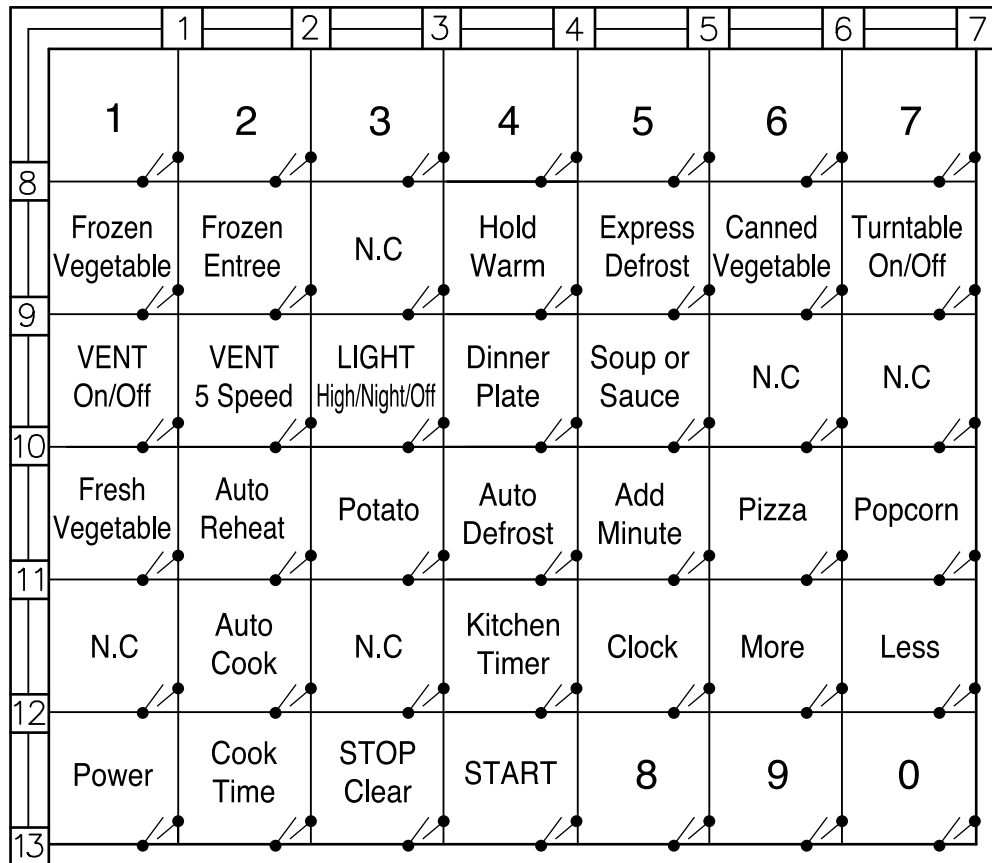 1 2 3 4 5 6 7
1 2 3 4 5 6 7
8
Frozen Vegetable
Frozen Entree
N.C
Hold Warm
Express Defrost
Canned Vegetable
Turntable On/Off
9
VENT On/Off
VENT 5 Speed
LIGHT High/Night/Off
Dinner Plate
Soup or Sauce
N.C
N.C
10
Fresh Vegetable
Auto Reheat
Potato
Auto Defrost
Add Minute
Pizza
Popcorn
11
N.C
Auto Cook
N.C
Kitchen Timer
Clock
More
Less
12
Power
Cook Time
STOP Clear
START
8
9
0
13